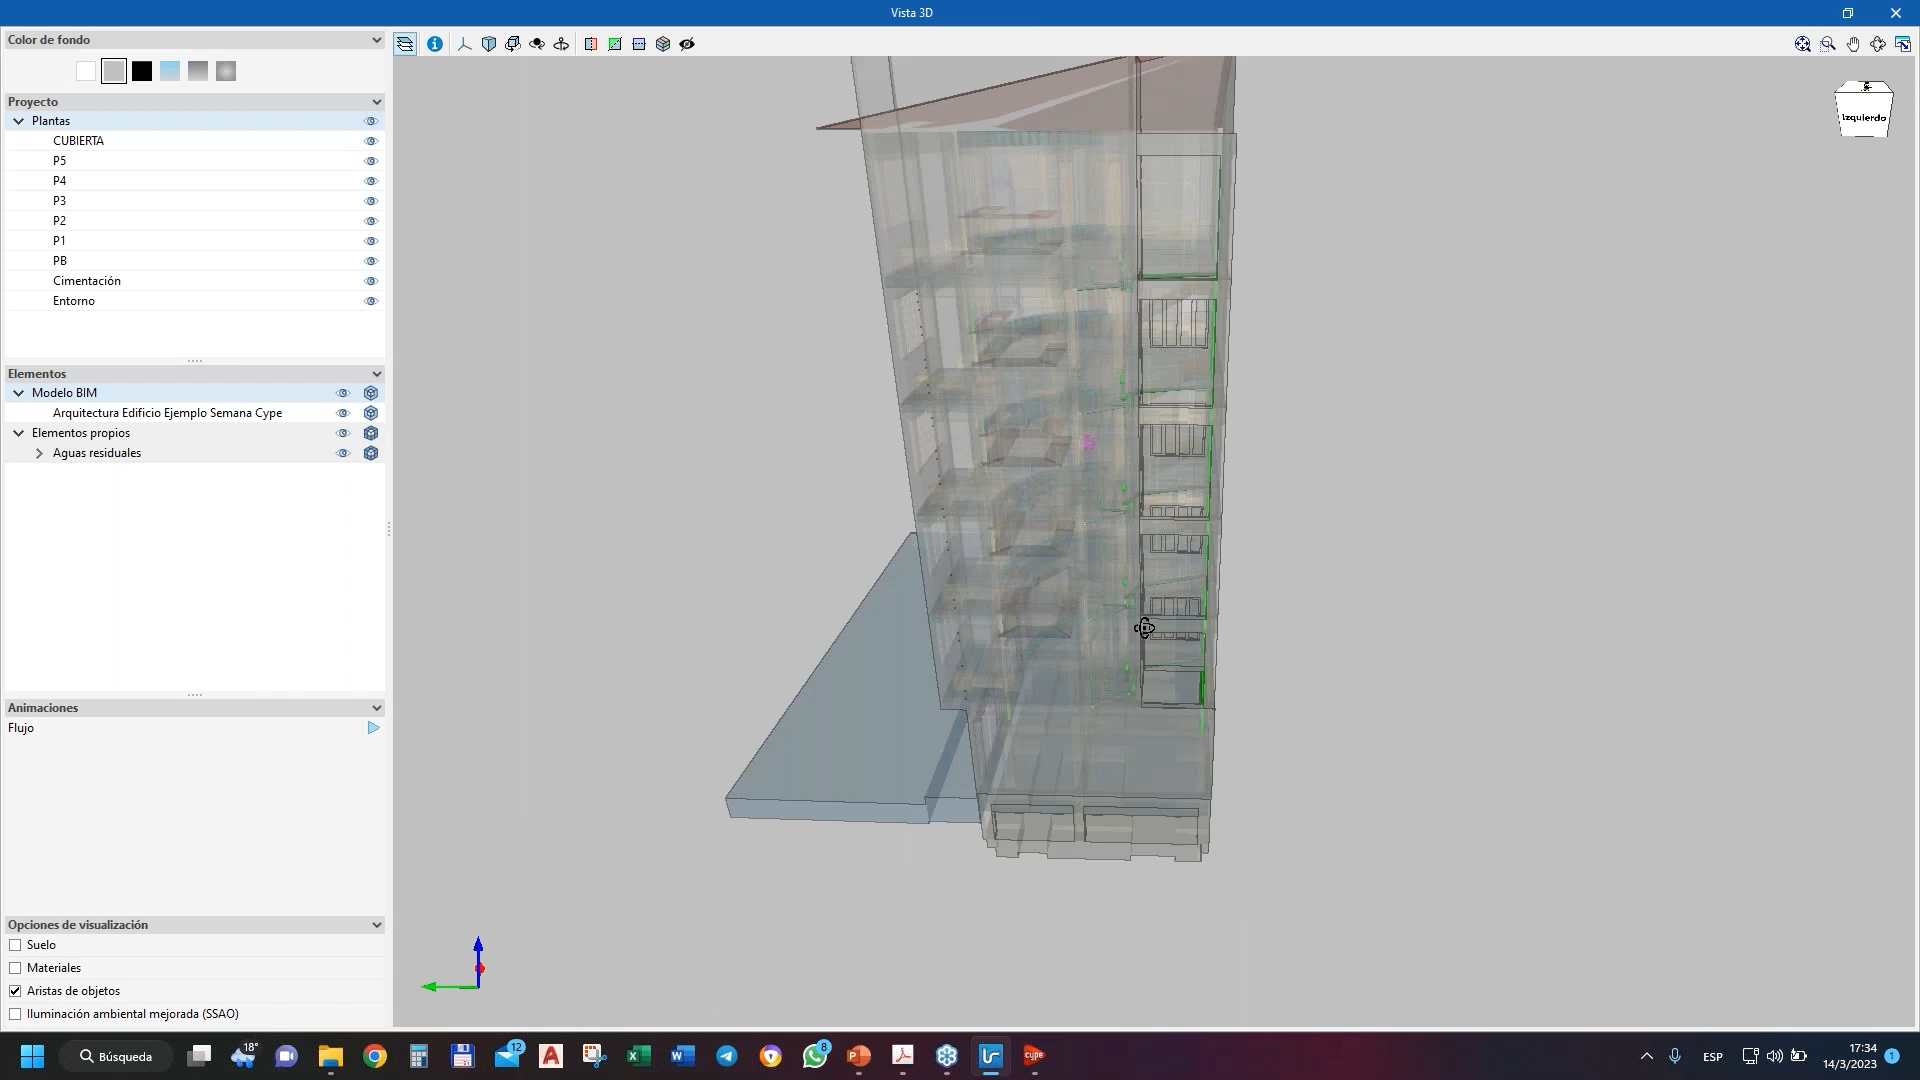 Vista 3D
Color de fondo
Proyecto
Plantas
CUBIERTA
P5
P4
P3
P2
P1
PB
Cimentación
Entorno
Elementos
Modelo BIM
Arquitectura Edificio Ejemplo Semana Cype
Elementos propios
Aguas residuales
Animaciones
Flujo
Opciones de visualización
Suelo
Materiales
Aristas de objetos
Iluminación ambiental mejorada (SSAO)
Izquierdo
Búsqueda
18°
12
8
cype
ESP
17:34
14/3/2023
1